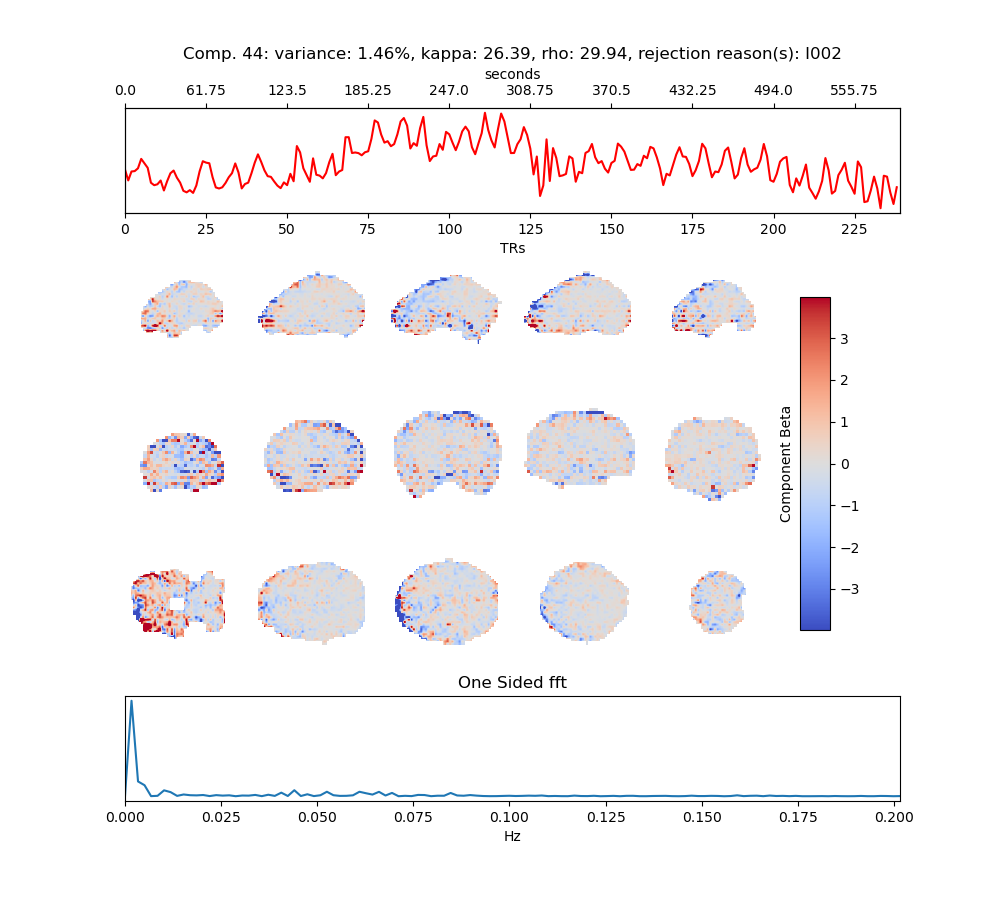 Comp. 44: variance: 1.46%, kappa: 26.39, rho: 29.94, rejection reason(s): I002
seconds
0.0 61.75 123.5 185.25 247.0 308.75 370.5 432.25 494.0 555.75
0 25 50 75 100 125 150 175 200 225
TRs
3
2
1
0
−1
−2
−3
Component Beta
One Sided fft
0.000 0.025 0.050 0.075 0.100 0.125 0.150 0.175 0.200
Hz